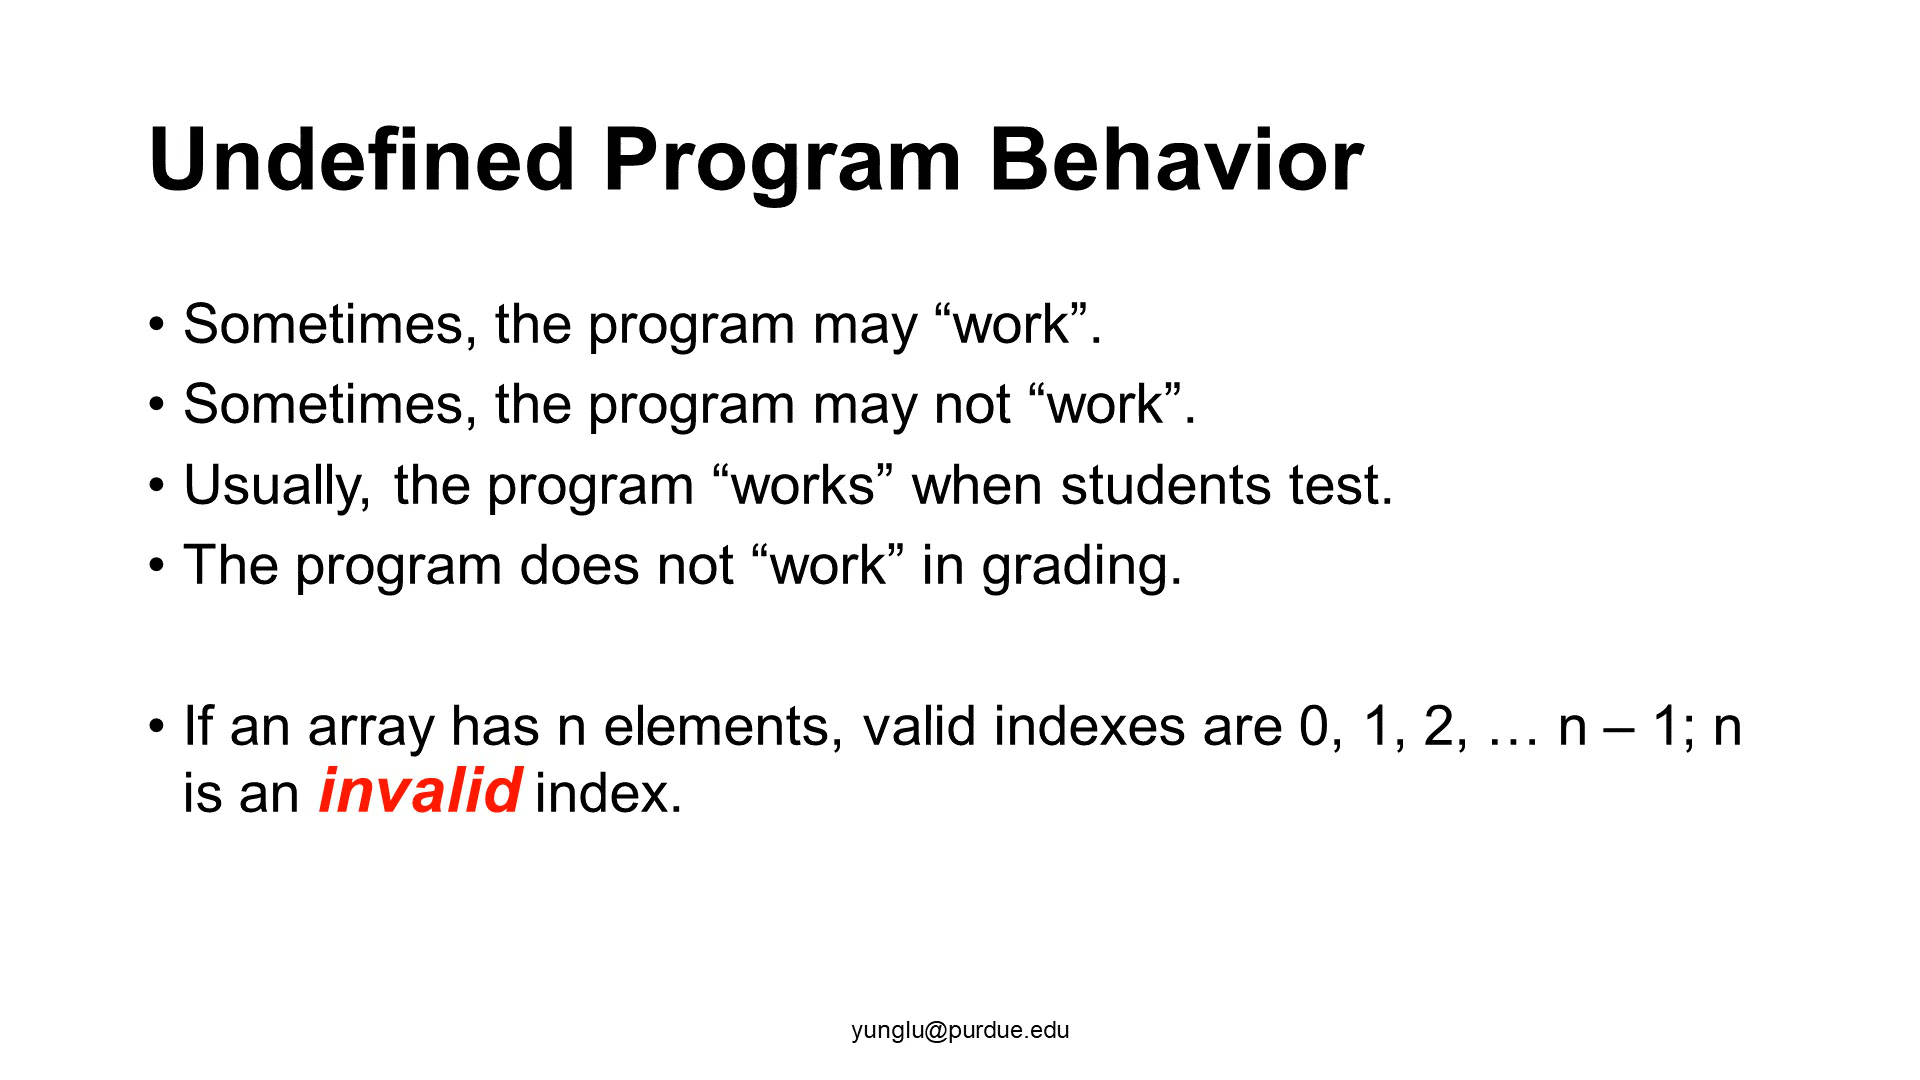 Undefined Program Behavior
• Sometimes, the program may “work”.
• Sometimes, the program may not “work”.
• Usually, the program “works” when students test.
• The program does not “work” in grading.
• If an array has n elements, valid indexes are 0, 1, 2, … n – 1; n
is an invalid index.
yunglu@purdue.edu